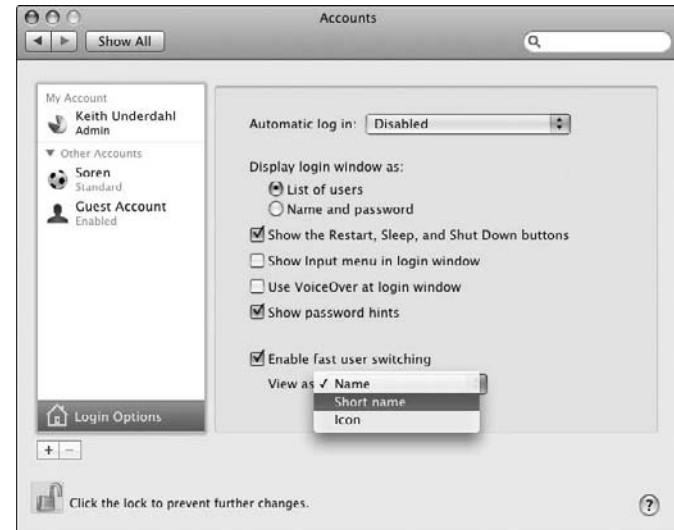 Accounts
Show All
My Account
Keith Underdahl
Admin
Other Accounts
Soren
Standard
Guest Account
Enabled
Login Options
+ −
Automatic log in: Disabled
Display login window as:
List of users
Name and password
Show the Restart, Sleep, and Shut Down buttons
Show Input menu in login window
Use VoiceOver at login window
Show password hints
Enable fast user switching
View as ✓ Name
Short name
Icon
Click the lock to prevent further changes.
?